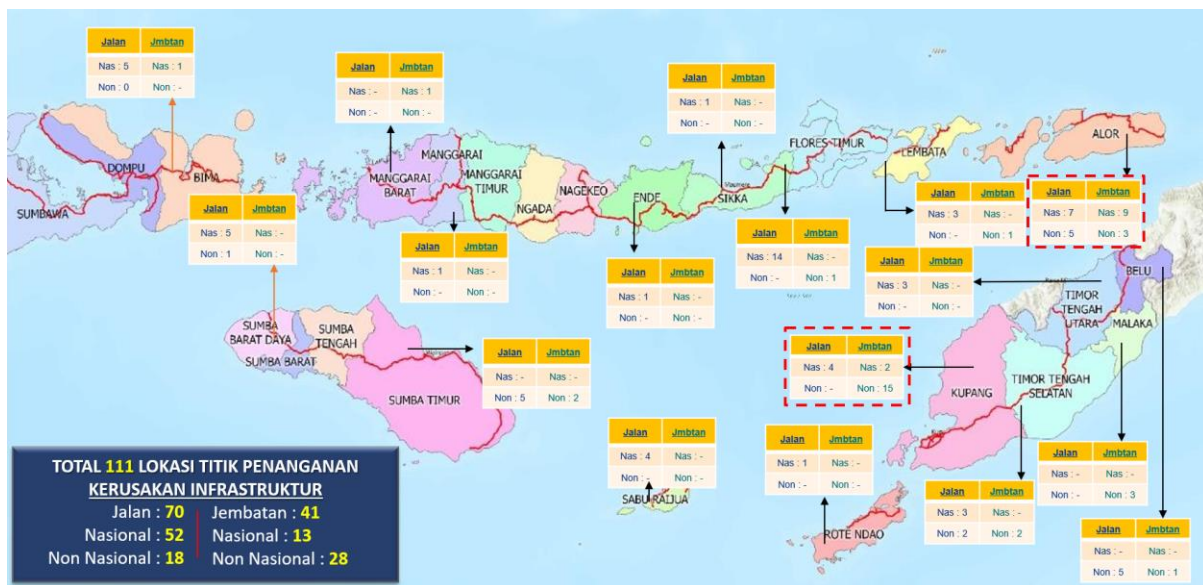 Jalan Jmbtan
Nas : 5 Nas : 1
Non : 0 Non : -
Jalan Jmbtan
Nas : - Nas : 1
Non : - Non : -
Jalan Jmbtan
Nas : 1 Nas : -
Non : - Non : -
DOMPU
BIMA
SUMBAWA
MANGGARAI BARAT
MANGGARAI
MANGGARAI TIMUR
NGADA
NAGEKEO
ENDE
SIKKA
Maumere
FLORES TIMUR
LEMBATA
ALOR
Jalan Jmbtan
Nas : 5 Nas : -
Non : 1 Non : -
Jalan Jmbtan
Nas : 1 Nas : -
Non : - Non : -
Jalan Jmbtan
Nas : 1 Nas : -
Non : - Non : -
Jalan Jmbtan
Nas : 14 Nas : -
Non : - Non : 1
Jalan Jmbtan
Nas : 3 Nas : -
Non : - Non : 1
Jalan Jmbtan
Nas : 7 Nas : 9
Non : 5 Non : 3
Jalan Jmbtan
Nas : 3 Nas : -
Non : - Non : -
BELU
TIMOR TENGAH UTARA
MALAKA
SUMBA BARAT DAYA
SUMBA TENGAH
SUMBA BARAT
SUMBA TIMUR
Jalan Jmbtan
Nas : - Nas : -
Non : 5 Non : 2
Jalan Jmbtan
Nas : 4 Nas : 2
Non : - Non : 15
KUPANG
TIMOR TENGAH SELATAN
Jalan Jmbtan
Nas : 4 Nas : -
Non : - Non : -
SABU RAIJUA
Jalan Jmbtan
Nas : 1 Nas : -
Non : - Non : -
ROTE NDAO
Jalan Jmbtan
Nas : 3 Nas : -
Non : 2 Non : 2
Jalan Jmbtan
Nas : - Nas : -
Non : - Non : 3
Jalan Jmbtan
Nas : - Nas : -
Non : 5 Non : 1
TOTAL 111 LOKASI TITIK PENANGANAN
KERUSAKAN INFRASTRUKTUR
Jalan : 70 Jembatan : 41
Nasional : 52 Nasional : 13
Non Nasional : 18 Non Nasional : 28